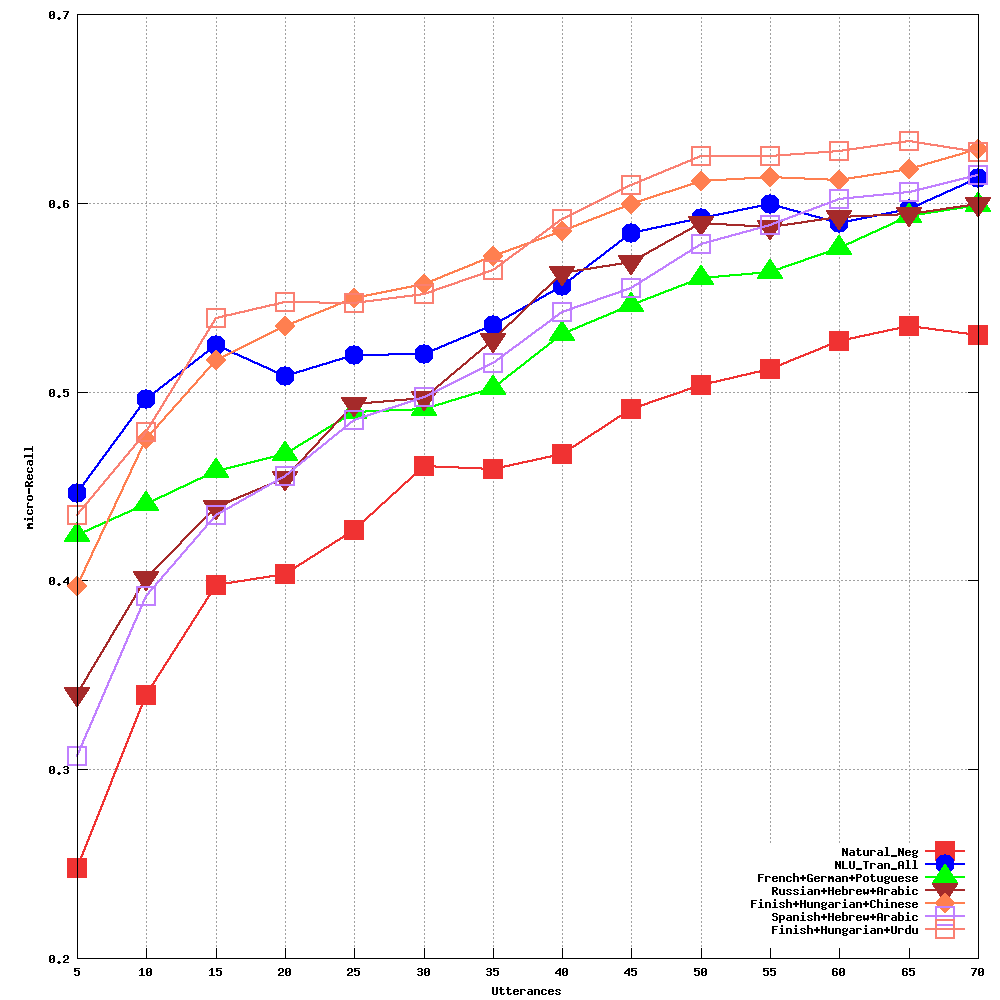 0.7
0.6
0.5
0.4
0.3
0.2
micro-Recall
5 10 15 20 25 30 35 40 45 50 55 60 65 70
Utterances
Natural_Neg
NLU_Tran_All
French+German+Potuguese
Russian+Hebrew+Arabic
Finish+Hungarian+Chinese
Spanish+Hebrew+Arabic
Finish+Hungarian+Urdu